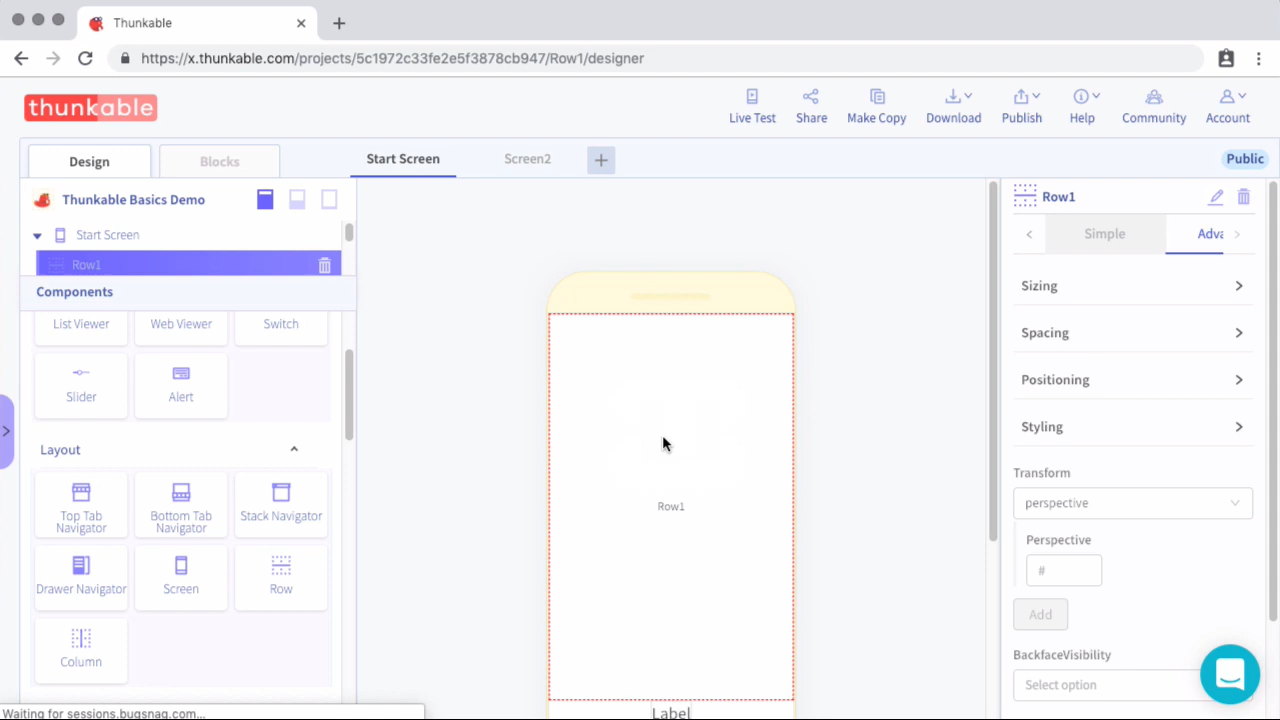 Thunkable
https://x.thunkable.com/projects/5c1972c33fe2e5f3878cb947/Row1/designer
thunkable
Live Test
Share
Make Copy
Download
Publish
Help
Community
Account
Design
Blocks
Start Screen
Screen2
Public
Thunkable Basics Demo
Start Screen
Row1
Components
List Viewer
Web Viewer
Switch
Slider
Alert
Layout
Top Tab
Navigator
Bottom Tab
Navigator
Stack Navigator
Drawer Navigator
Screen
Row
Column
Waiting for sessions.bugsnag.com...
Row1
Label
Row1
Simple
Adva
Sizing
Spacing
Positioning
Styling
Transform
perspective
Perspective
#
Add
BackfaceVisibility
Select option